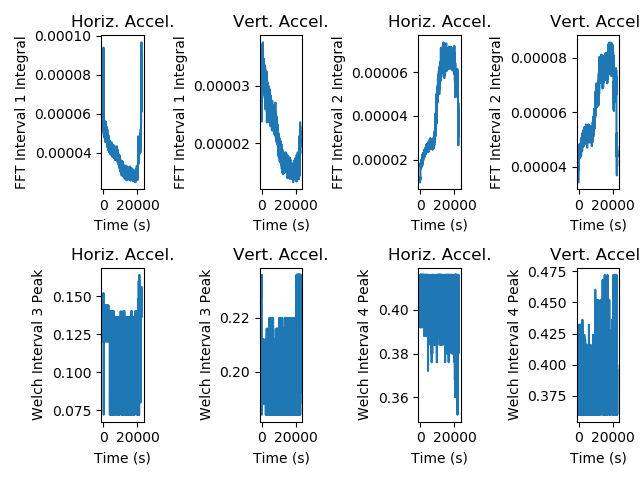 Horiz. Accel.
FFT Interval 1 Integral
0.00010
0.00008
0.00006
0.00004
0 20000
Time (s)
Vert. Accel.
FFT Interval 1 Integral
0.00003
0.00002
0 20000
Time (s)
Horiz. Accel.
FFT Interval 2 Integral
0.00006
0.00004
0.00002
0 20000
Time (s)
Vert. Accel
FFT Interval 2 Integral
0.00008
0.00006
0.00004
0 20000
Time (s)
Horiz. Accel.
Welch Interval 3 Peak
0.150
0.125
0.100
0.075
0 20000
Time (s)
Vert. Accel.
Welch Interval 3 Peak
0.22
0.20
0 20000
Time (s)
Horiz. Accel.
Welch Interval 4 Peak
0.40
0.38
0.36
0 20000
Time (s)
Vert. Accel
Welch Interval 4 Peak
0.475
0.450
0.425
0.400
0.375
0 20000
Time (s)